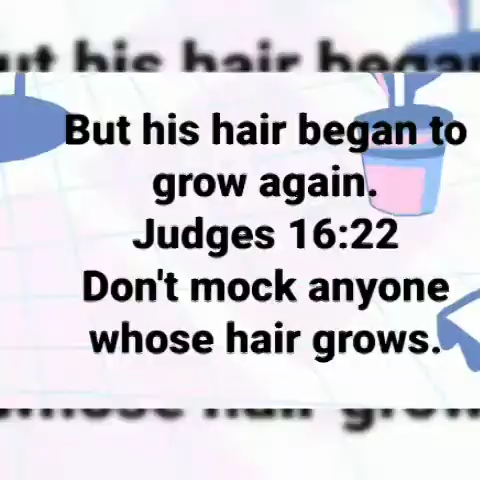 But his hair began to
grow again.
Judges 16:22
Don't mock anyone
whose hair grows.